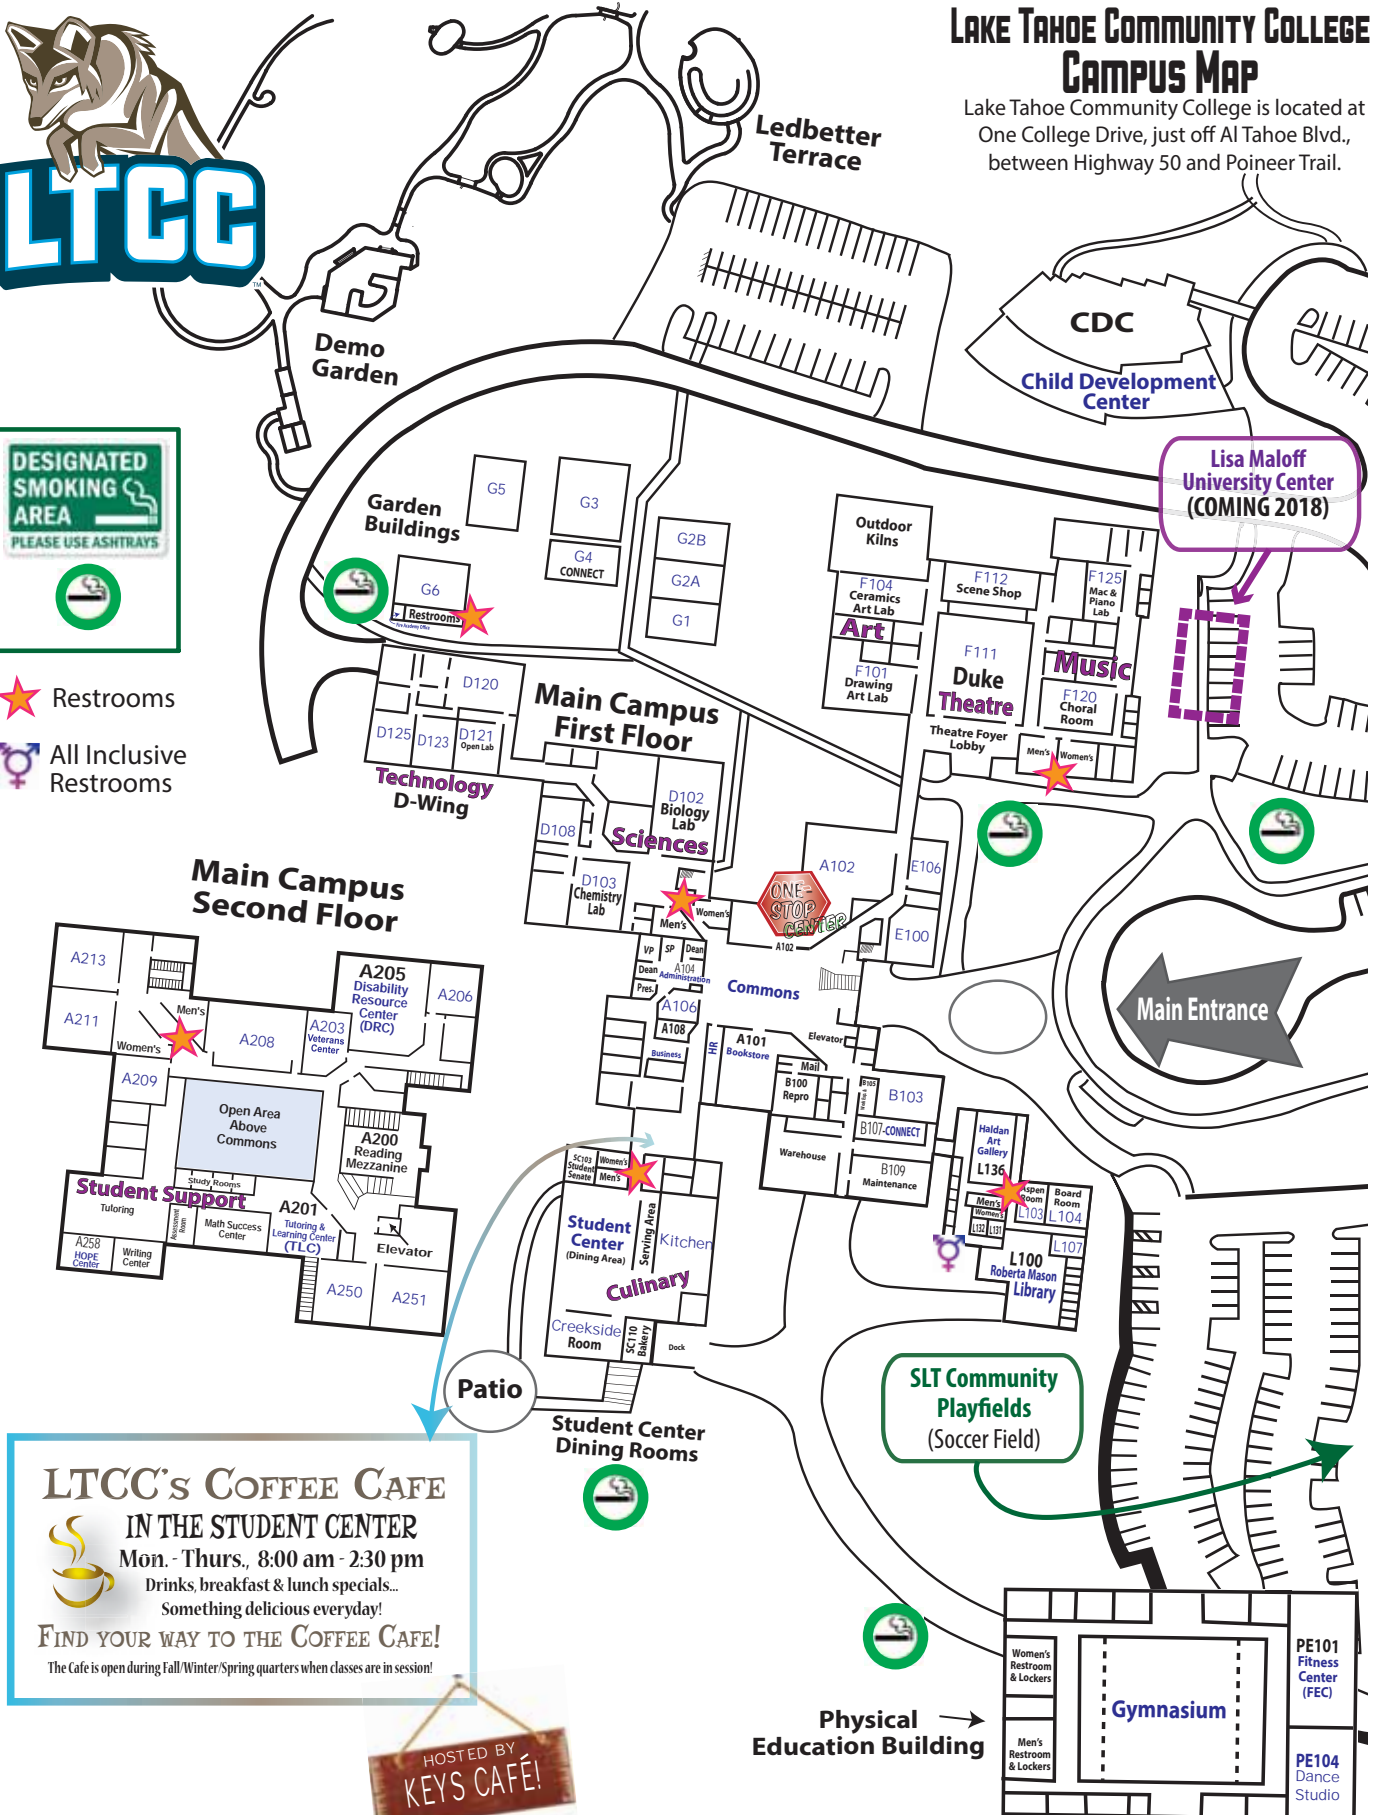 LAKE TAHOE COMMUNITY COLLEGE
CAMPUS MAP
Lake Tahoe Community College is located at
One College Drive, just off Al Tahoe Blvd.,
between Highway 50 and Poineer Trail.
LTCC
TM
Ledbetter
Terrace
Demo
Garden
CDC
Child Development
Center
Lisa Maloff
University Center
(COMING 2018)
DESIGNATED
SMOKING
AREA
PLEASE USE ASHTRAYS
Restrooms
All Inclusive
Restrooms
Garden
Buildings
G5
G3
G4
CONNECT
G6
Restrooms
Fire Academy Office
G2B
G2A
G1
Outdoor
Kilns
F104
Ceramics
Art Lab
Art
F101
Drawing
Art Lab
F112
Scene Shop
F111
Duke
Theatre
Theatre Foyer
Lobby
F125
Mac &
Piano
Lab
Music
F120
Choral
Room
Men's
Women's
Main Campus
First Floor
D120
D125
D123
D121
Open Lab
Technology
D-Wing
D102
Biology
Lab
Sciences
D108
D103
Chemistry
Lab
Men's
Women's
A102
ONE-
STOP
CENTER
A102
E106
E100
VP
SP
Dean
Dean
A104
Administration
Pres.
A106
A108
Business
Commons
HR
A101
Bookstore
Elevator
Mail
B100
Repro
B105
B103
B107-CONNECT
Warehouse
B109
Maintenance
Main Entrance
Haldan
Art
Gallery
L136
Men's
Women's
L132
L131
Aspen
Room
L103
Board
Room
L104
L107
L100
Roberta Mason
Library
Main Campus
Second Floor
A213
A211
Men's
Women's
A209
A208
A203
Veterans
Center
A205
Disability
Resource
Center
(DRC)
A206
Open Area
Above
Commons
A200
Reading
Mezzanine
Study Rooms
Student Support
Tutoring
Assessment
Room
Math Success
Center
A201
Tutoring &
Learning Center
(TLC)
Elevator
A258
HOPE
Center
Writing
Center
A250
A251
SC103
Student
Senate
Women's
Men's
Student
Center
(Dining Area)
Serving Area
Kitchen
Culinary
Creekside
Room
SC110
Bakery
Dock
Patio
Student Center
Dining Rooms
SLT Community
Playfields
(Soccer Field)
LTCC'S COFFEE CAFE
IN THE STUDENT CENTER
Mon. - Thurs., 8:00 am - 2:30 pm
Drinks, breakfast & lunch specials...
Something delicious everyday!
FIND YOUR WAY TO THE COFFEE CAFE!
The Cafe is open during Fall/Winter/Spring quarters when classes are in session!
HOSTED BY
KEYS CAFÉ!
Physical
Education Building
Women's
Restroom
& Lockers
Men's
Restroom
& Lockers
Gymnasium
PE101
Fitness
Center
(FEC)
PE104
Dance
Studio